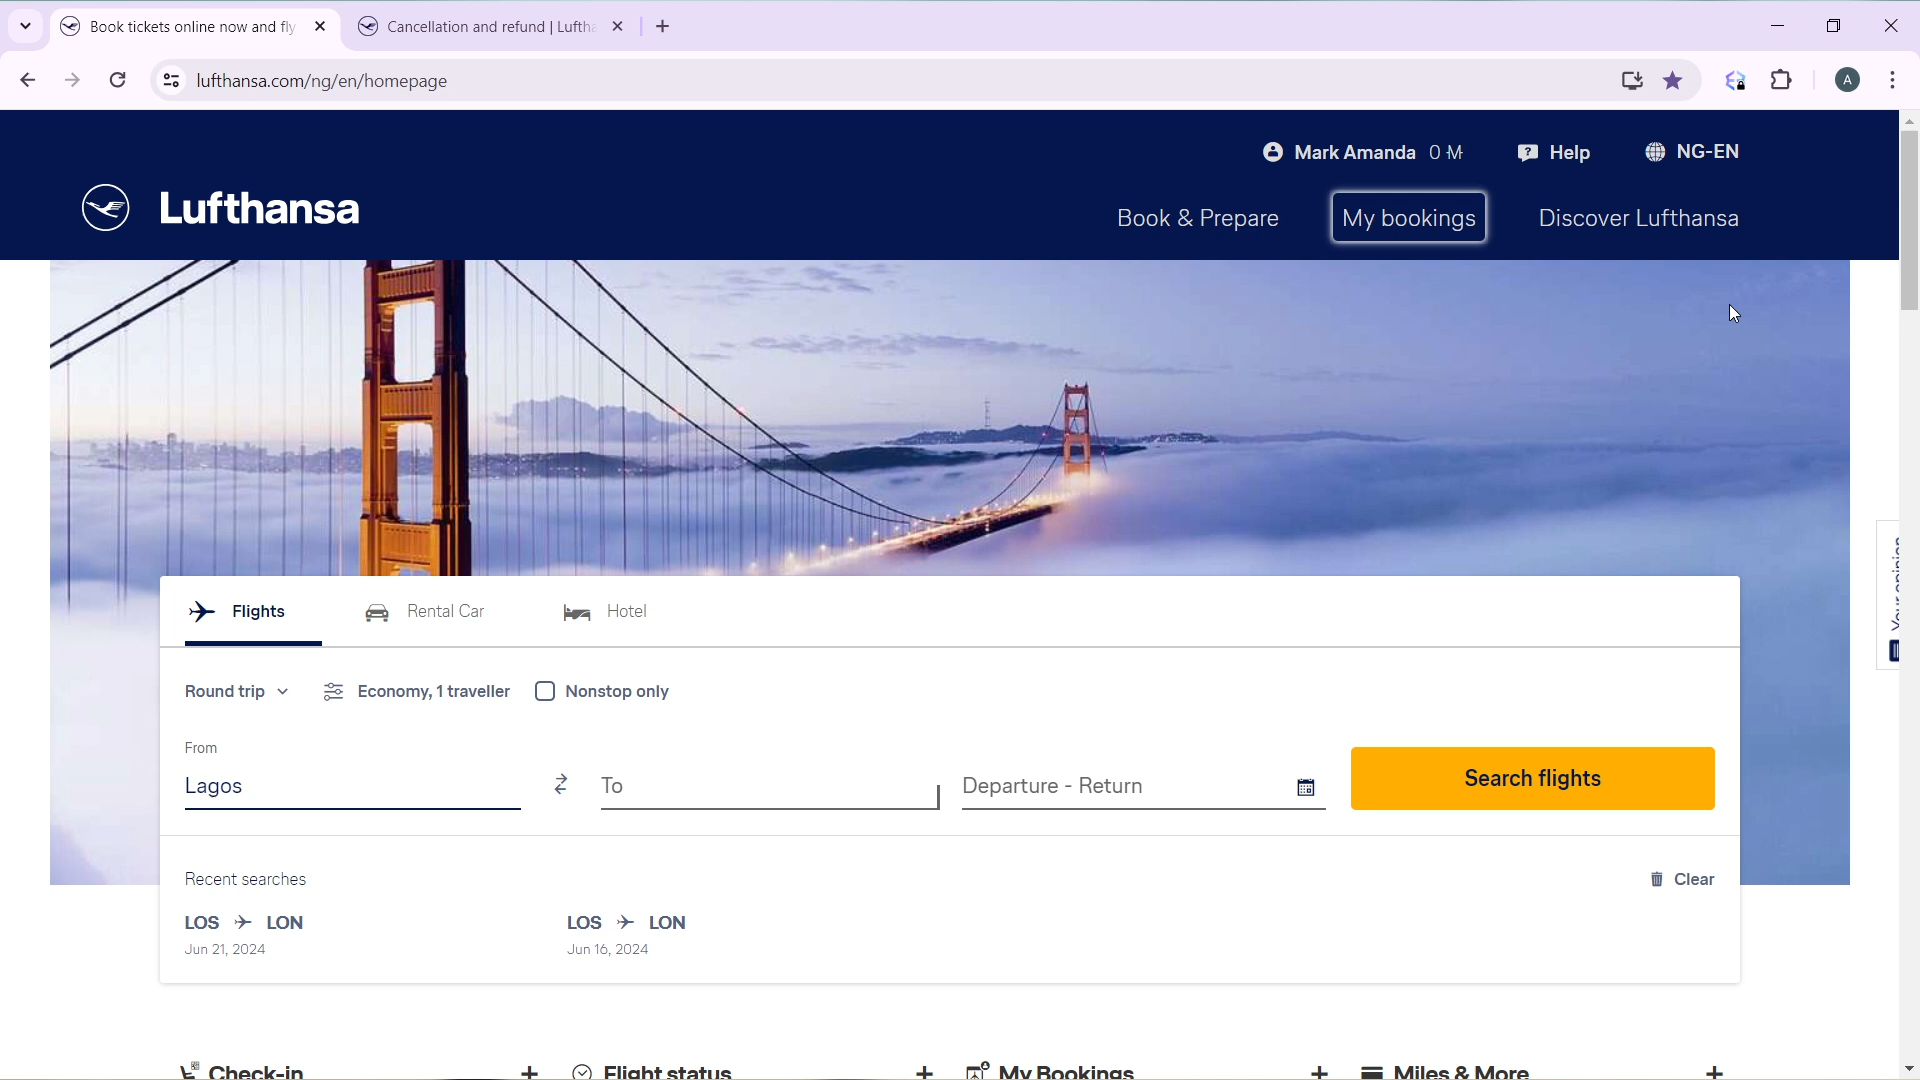 Book tickets online now and fly
Cancellation and refund | Luftha
lufthansa.com/ng/en/homepage
A
Mark Amanda 0 M
Help
NG-EN
Lufthansa
Book & Prepare
My bookings
Discover Lufthansa
Your opinion
Flights
Rental Car
Hotel
Round trip
Economy, 1 traveller
Nonstop only
From
Lagos
To
Departure - Return
Search flights
Recent searches
Clear
LOS LON
Jun 21, 2024
LOS LON
Jun 16, 2024
Check-in
Flight status
My Bookings
Miles & More